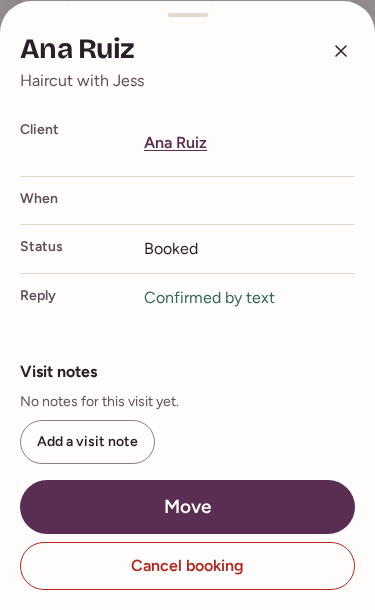 Ana Ruiz
Haircut with Jess
Client
Ana Ruiz
When
Status
Booked
Reply
Confirmed by text
Visit notes
No notes for this visit yet.
Add a visit note
Move
Cancel booking